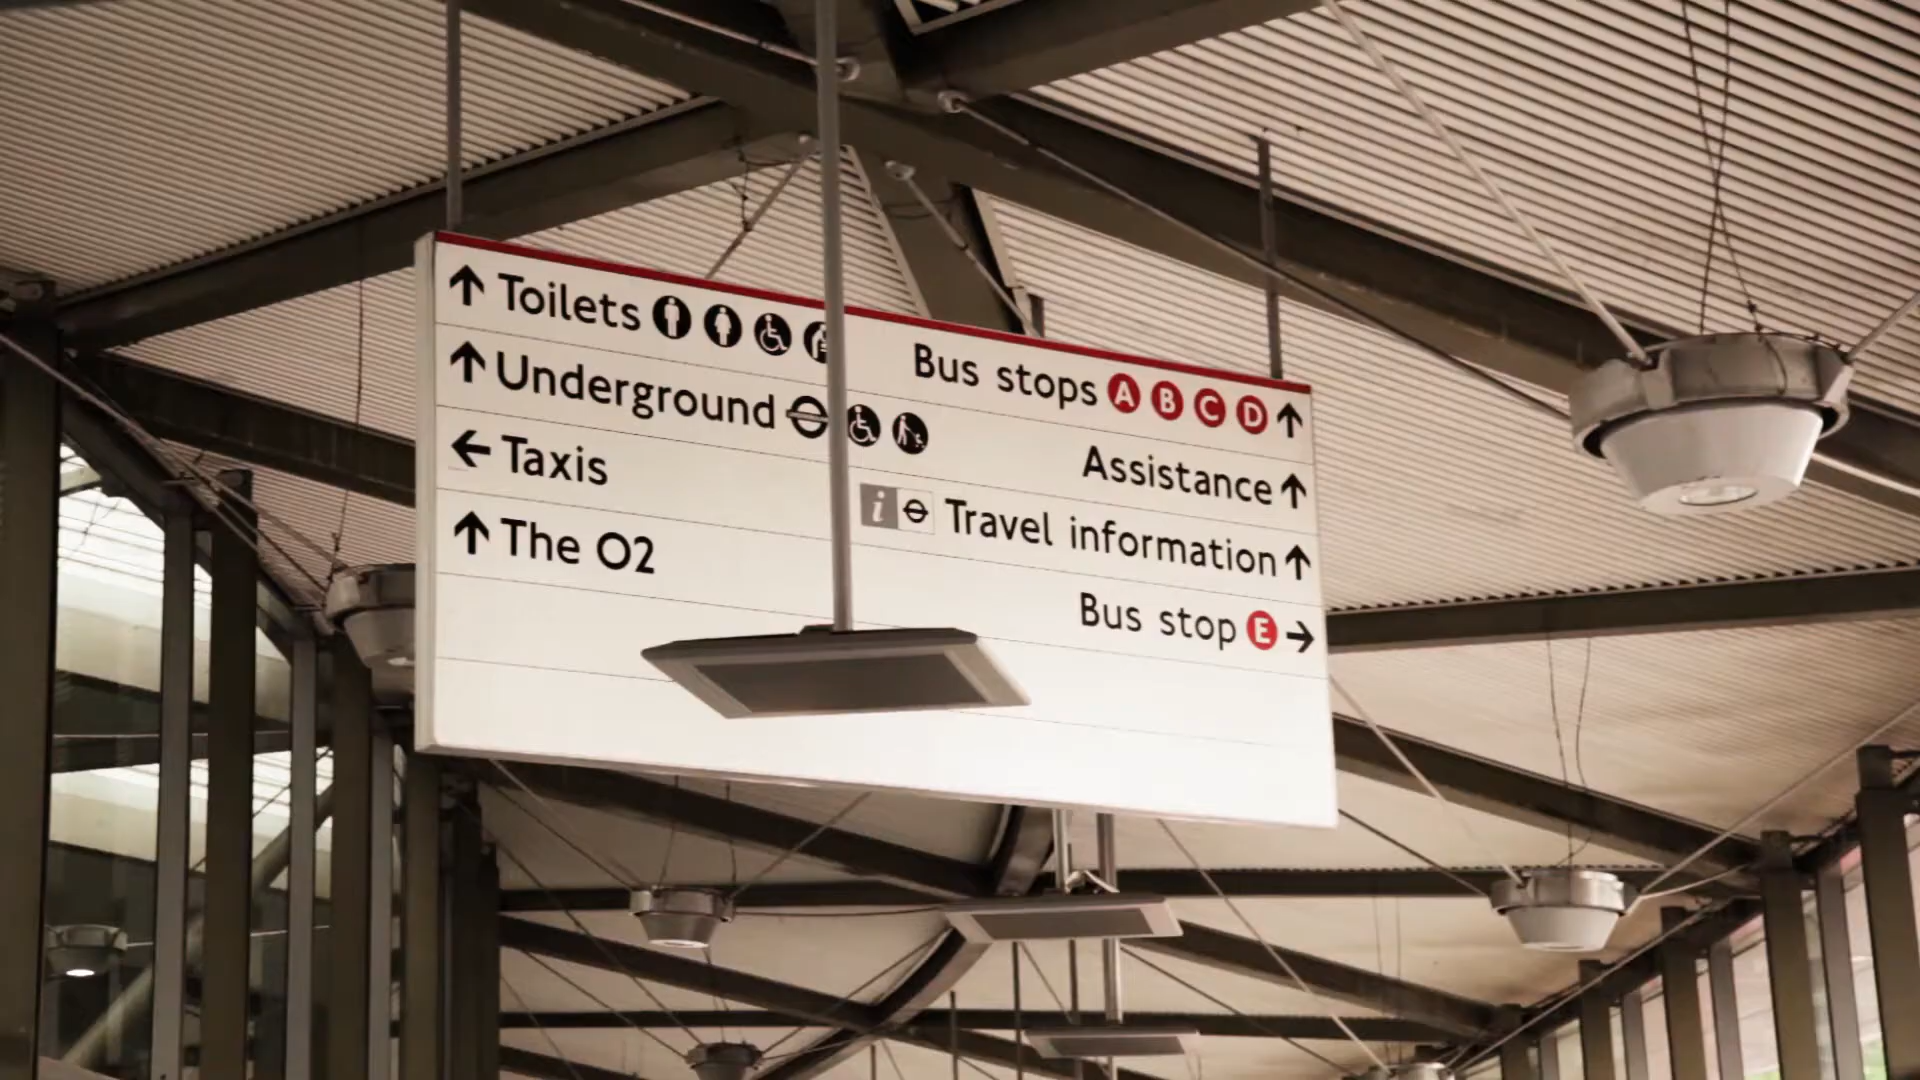 Toilets
Underground
Taxis
The O2
Bus stops A B C D
Assistance
i Travel information
Bus stop E